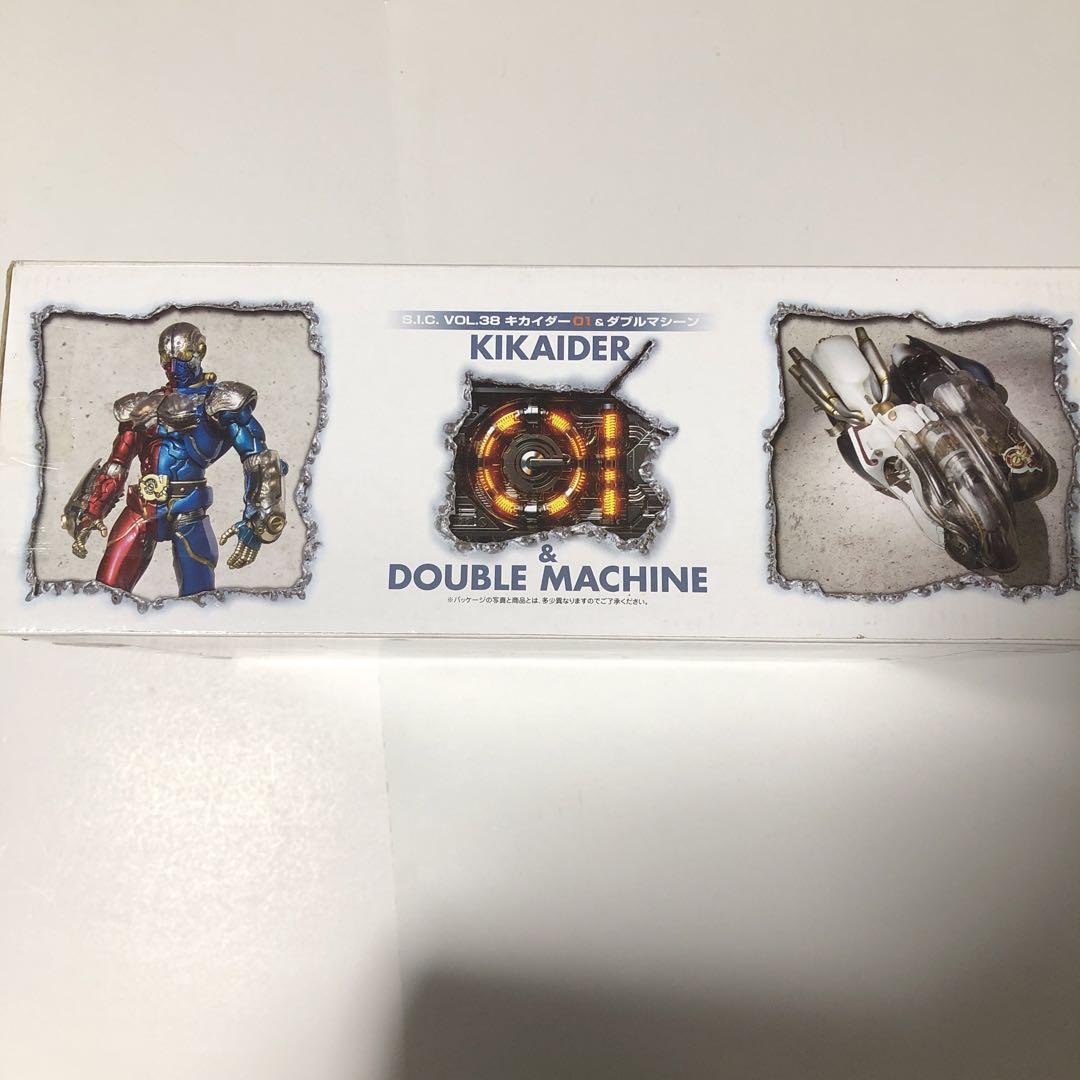 S.I.C. VOL.38 キカイダー01&ダブルマシーン
KIKAIDER
01
&
DOUBLE MACHINE
※パッケージの写真と商品とは、多少異なりますのでご了承ください。